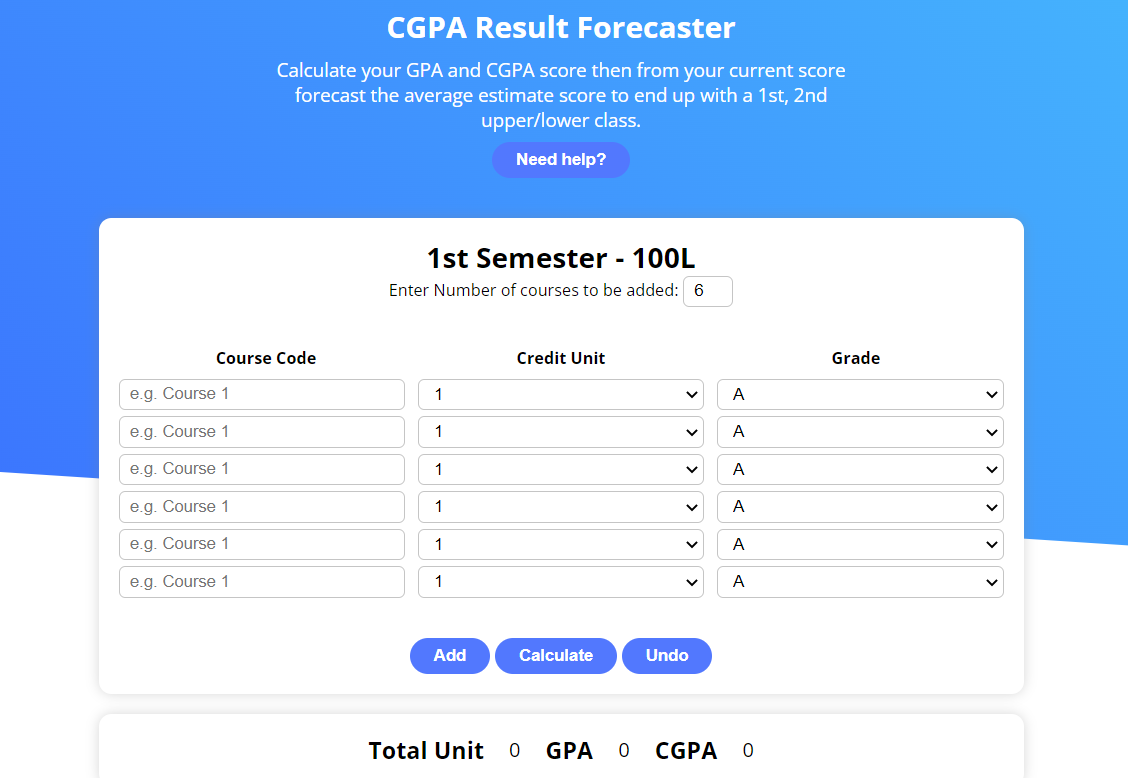 CGPA Result Forecaster
Calculate your GPA and CGPA score then from your current score
forecast the average estimate score to end up with a 1st, 2nd
upper/lower class.
Need help?
1st Semester - 100L
Enter Number of courses to be added: 6
Course Code Credit Unit Grade
e.g. Course 1 1 A
e.g. Course 1 1 A
e.g. Course 1 1 A
e.g. Course 1 1 A
e.g. Course 1 1 A
e.g. Course 1 1 A
Add Calculate Undo
Total Unit 0 GPA 0 CGPA 0